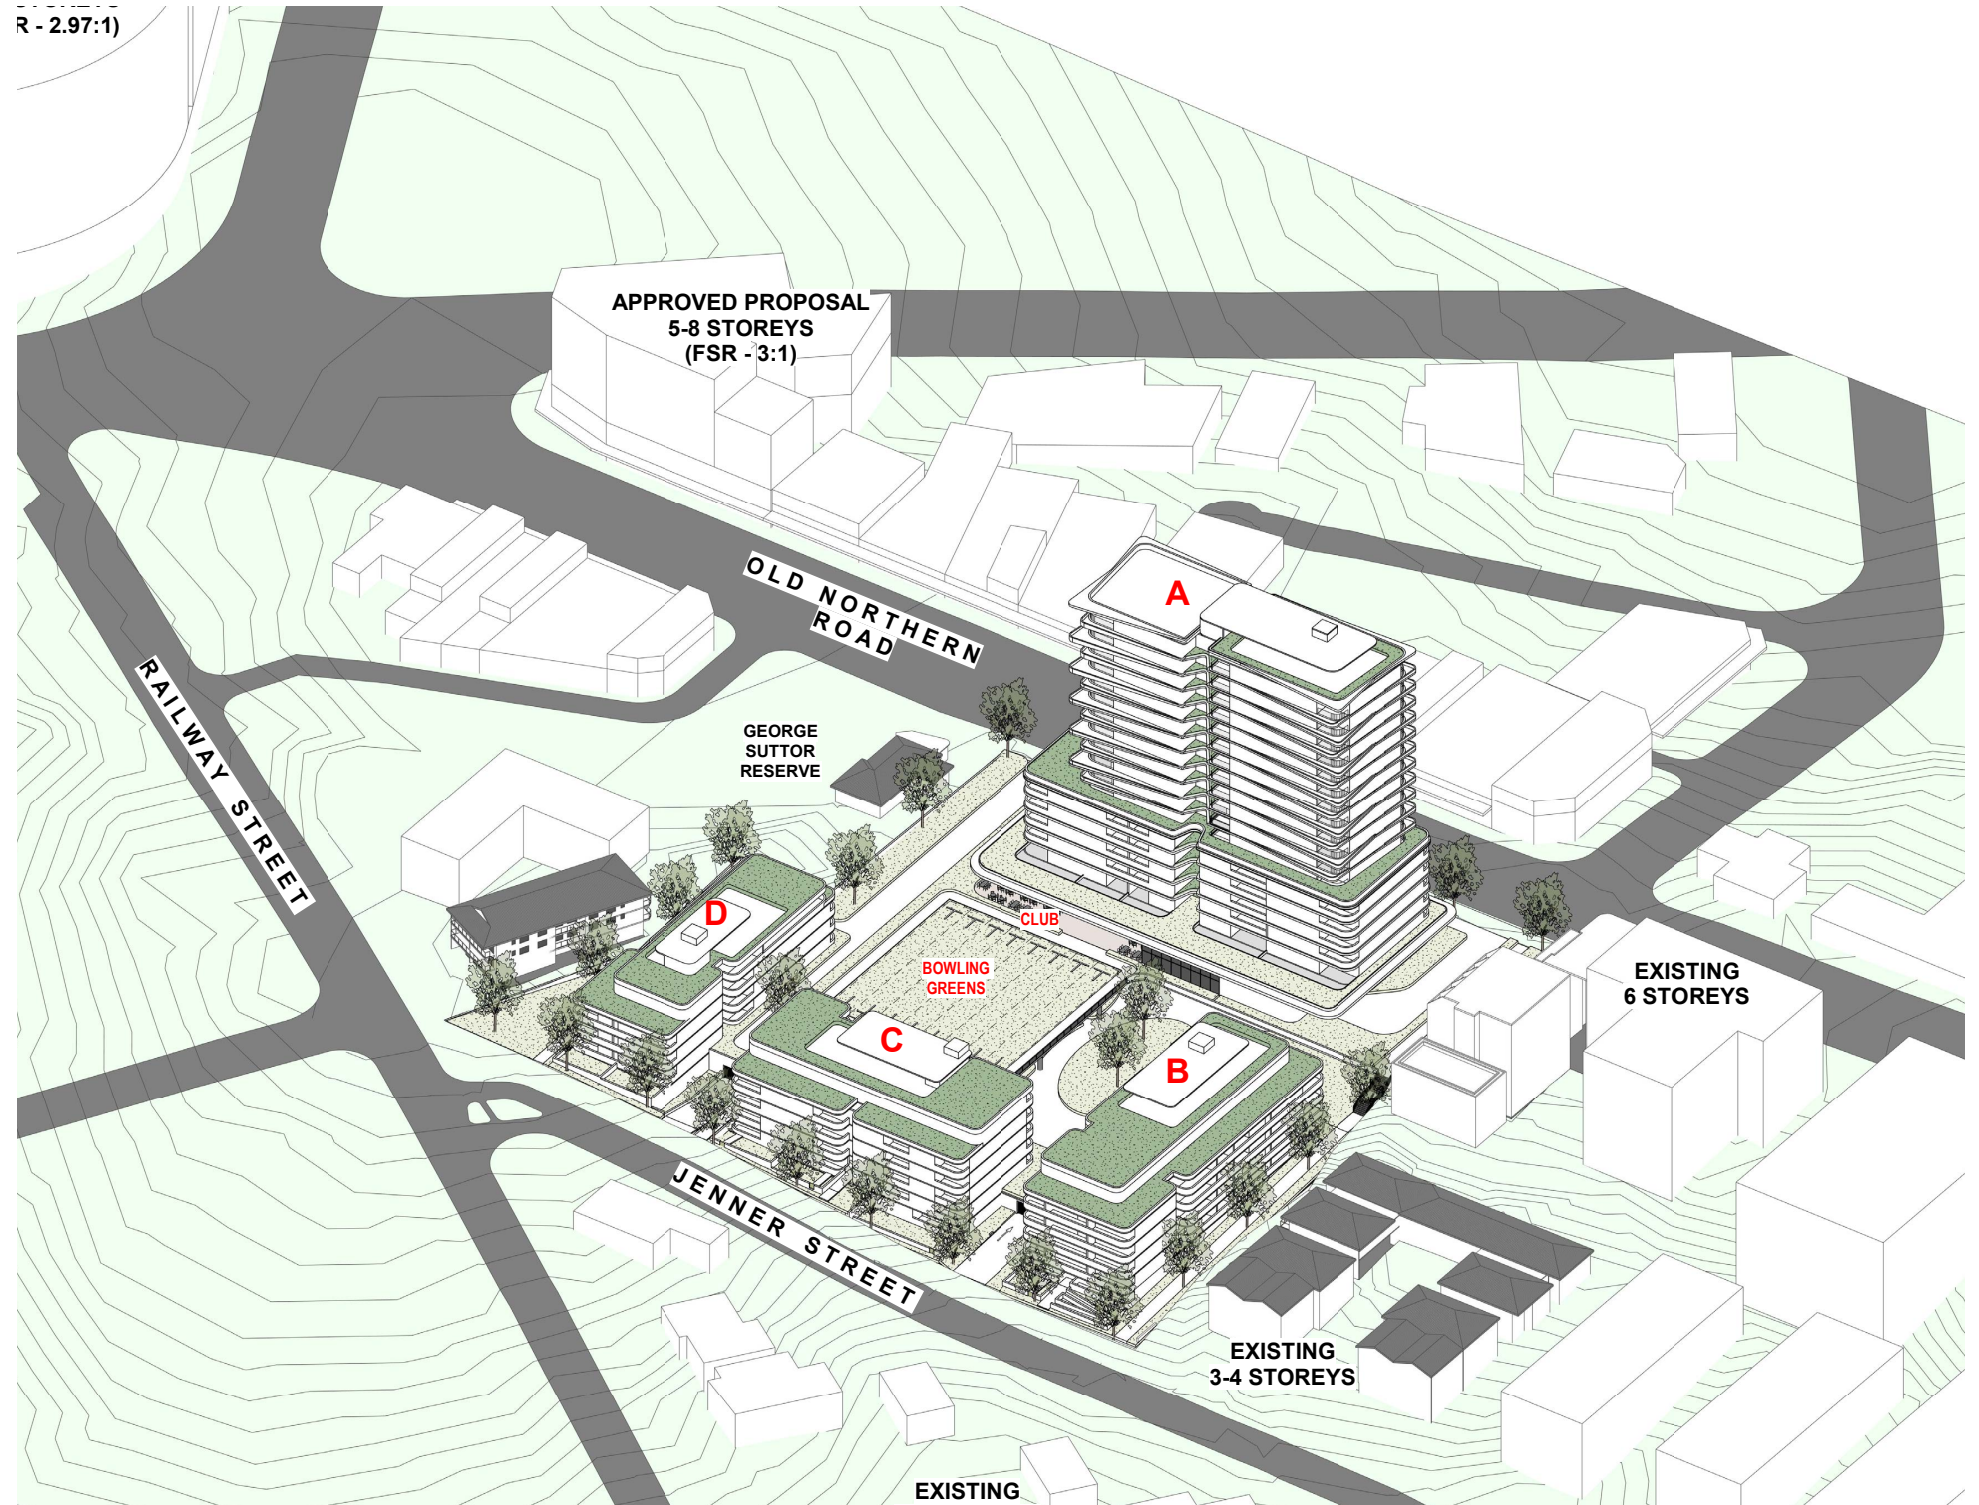 R - 2.97:1)
APPROVED PROPOSAL
5-8 STOREYS
(FSR - 3:1)
OLD NORTHERN
ROAD
A
RAILWAY STREET
GEORGE
SUTTOR
RESERVE
D
CLUB
BOWLING
GREENS
EXISTING
6 STOREYS
C
B
JENNER STREET
EXISTING
3-4 STOREYS
EXISTING